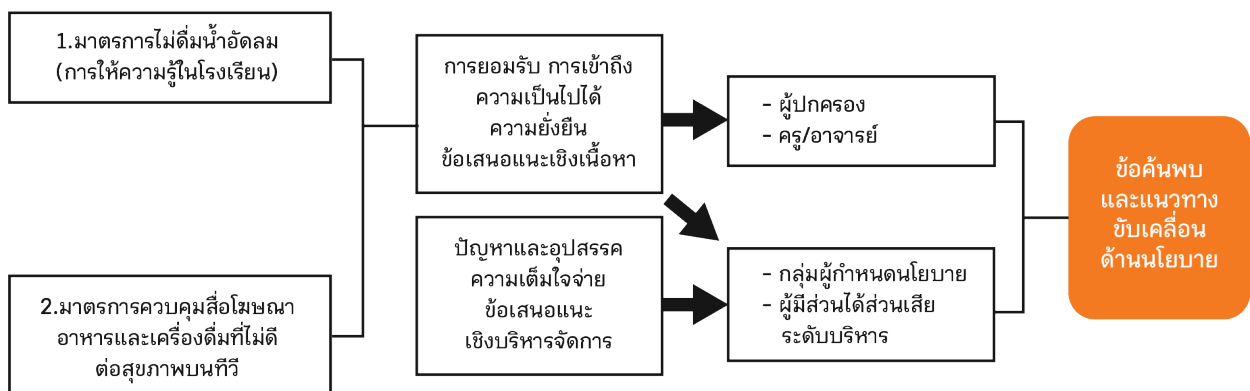 1.มาตรการไม่ดื่มน้ำอัดลม
(การให้ความรู้ในโรงเรียน)
2.มาตรการควบคุมสื่อโฆษณา
อาหารและเครื่องดื่มที่ไม่ดี
ต่อสุขภาพบนทีวี
การยอมรับ การเข้าถึง
ความเป็นไปได้
ความยั่งยืน
ข้อเสนอแนะเชิงเนื้อหา
ปัญหาและอุปสรรค
ความเต็มใจจ่าย
ข้อเสนอแนะ
เชิงบริหารจัดการ
- ผู้ปกครอง
- ครู/อาจารย์
- กลุ่มผู้กำหนดนโยบาย
- ผู้มีส่วนได้ส่วนเสีย
ระดับบริหาร
ข้อค้นพบ
และแนวทาง
ขับเคลื่อน
ด้านนโยบาย